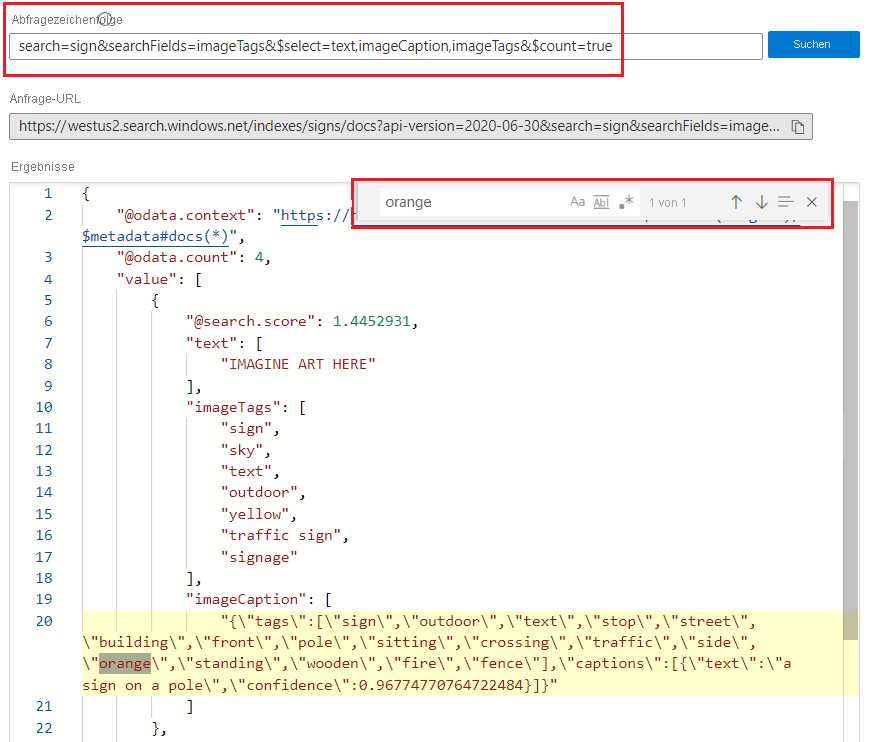 Abfragezeichenfolge
search=sign&searchFields=imageTags&$select=text,imageCaption,imageTags&$count=true
Suchen
Anfrage-URL
https://westus2.search.windows.net/indexes/signs/docs?api-version=2020-06-30&search=sign&searchFields=image...
Ergebnisse
orange Aa Abl .* 1 von 1
1 {
2 "@odata.context": "https://
$metadata#docs(*)",
3 "@odata.count": 4,
4 "value": [
5 {
6 "@search.score": 1.4452931,
7 "text": [
8 "IMAGINE ART HERE"
9 ],
10 "imageTags": [
11 "sign",
12 "sky",
13 "text",
14 "outdoor",
15 "yellow",
16 "traffic sign",
17 "signage"
18 ],
19 "imageCaption": [
20 "{\"tags\":[\"sign\",\"outdoor\",\"text\",\"stop\",\"street\",
\"building\",\"front\",\"pole\",\"sitting\",\"crossing\",\"traffic\",\"side\",
\"orange\",\"standing\",\"wooden\",\"fire\",\"fence\"],\"captions\":[{\"text\":\"a
sign on a pole\",\"confidence\":0.96774770764722484}]}"
21 ]
22 },